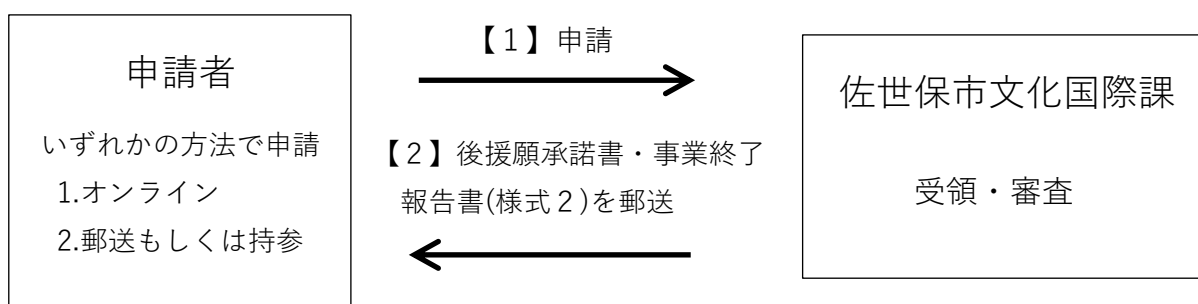 申請者
いずれかの方法で申請
1.オンライン
2.郵送もしくは持参
【1】申請
【2】後援願承諾書・事業終了
報告書(様式2)を郵送
佐世保市文化国際課
受領・審査